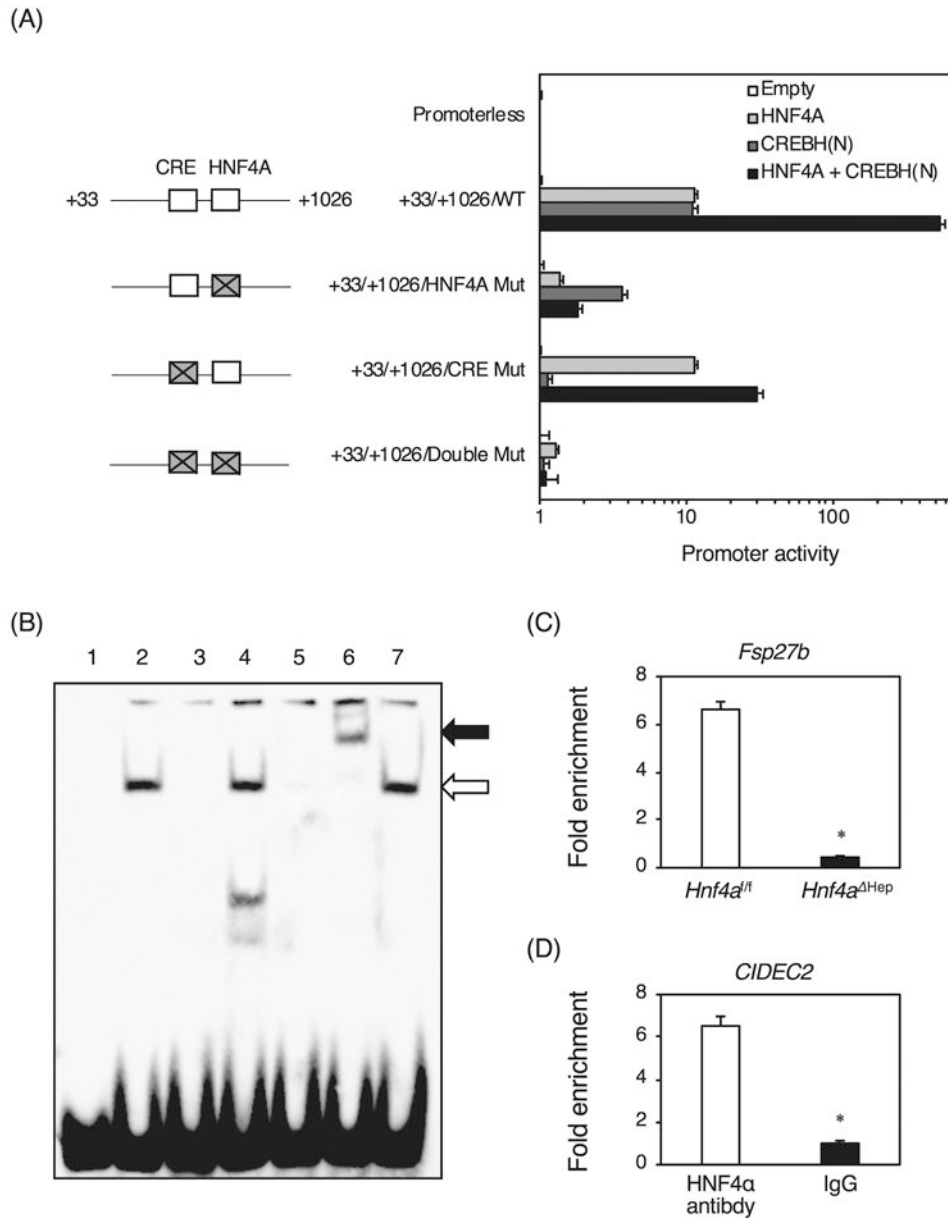 (A)
Empty
HNF4A
CREBH(N)
HNF4A + CREBH(N)
Promoterless
CRE HNF4A
+33 +1026 +33/+1026/WT
+33/+1026/HNF4A Mut
+33/+1026/CRE Mut
+33/+1026/Double Mut
1 10 100
Promoter activity
(B)
1 2 3 4 5 6 7
(C)
Fsp27b
Fold enrichment
8
6
4
2
0
*
Hnf4a^f/f Hnf4a^ΔHep
(D)
CIDEC2
Fold enrichment
8
6
4
2
0
*
HNF4α IgG
antibdy